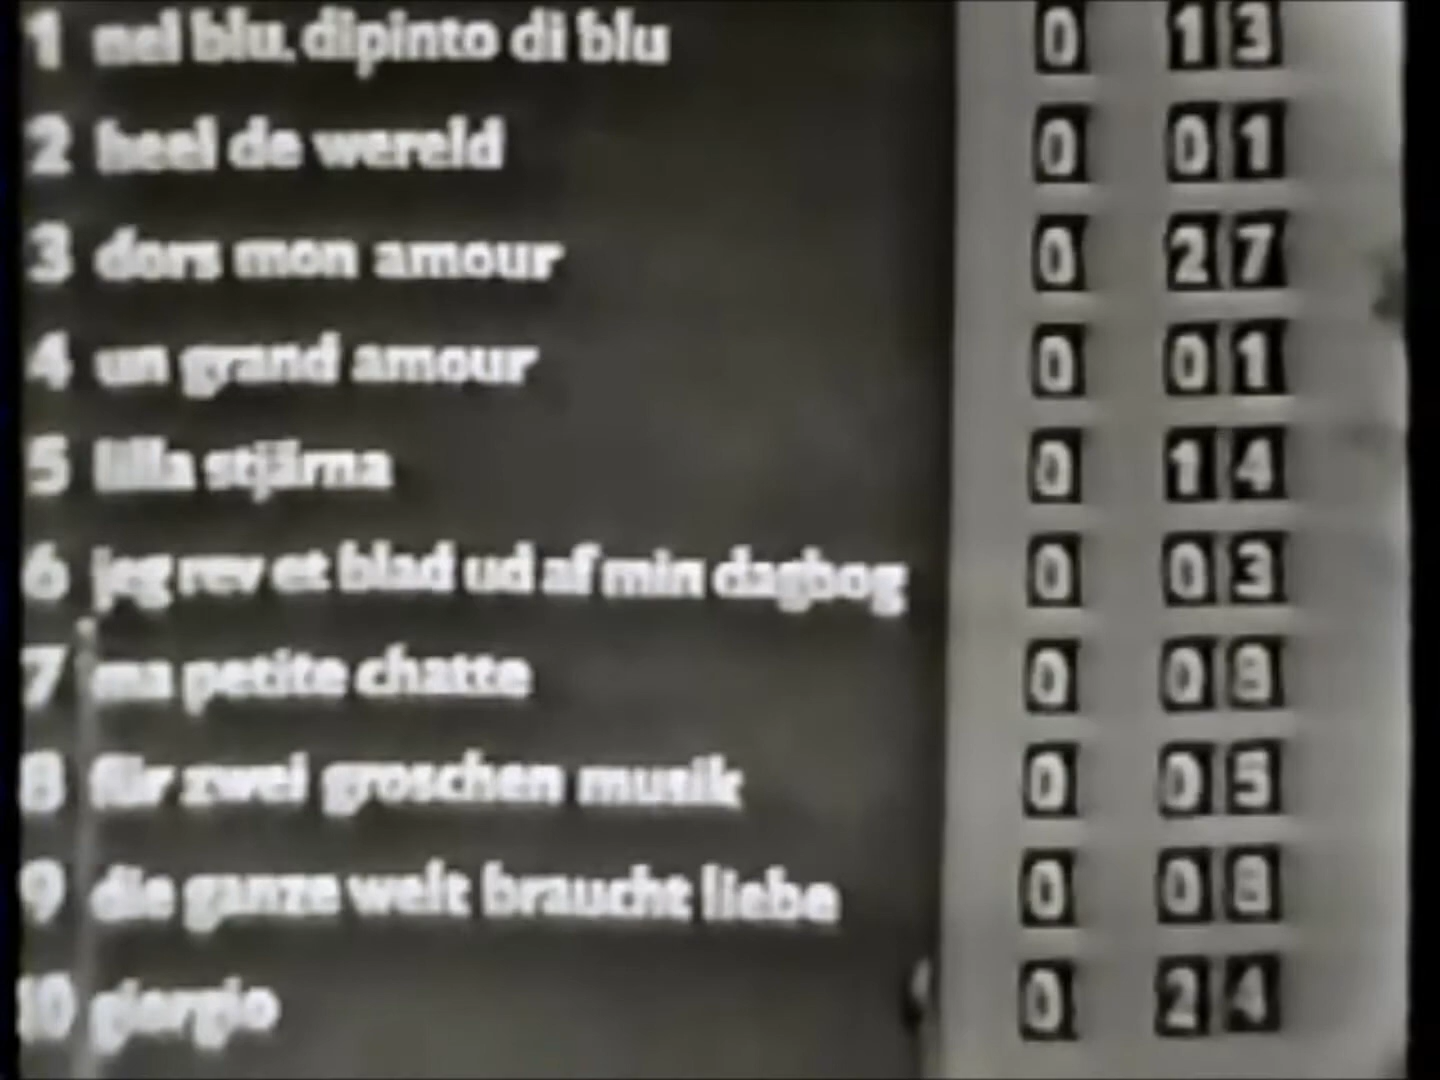 1 nel blu, dipinto di blu 0 13
2 heel de wereld 0 01
3 dors mon amour 0 27
4 un grand amour 0 01
5 lilla stjärna 0 14
6 jeg rev et blad ud af min dagbog 0 03
7 ma petite chatte 0 08
8 für zwei groschen musik 0 05
9 die ganze welt braucht liebe 0 08
10 giorgio 0 24